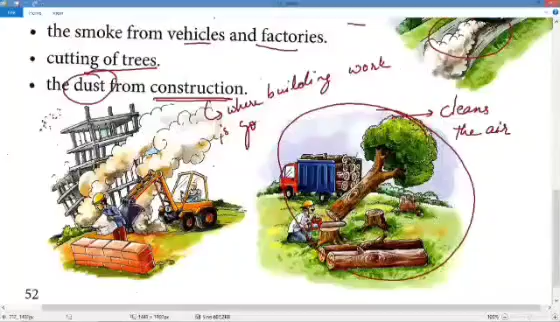 • the smoke from vehicles and factories.
• cutting of trees.
• the dust from construction.
where building work
is go
cleans
the air
52
100%